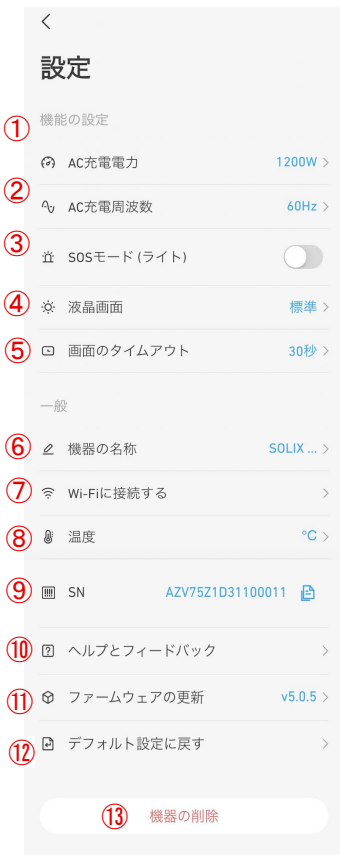 設定
① 機能の設定
AC充電電力 1200W
② AC充電周波数 60Hz
③ SOSモード (ライト)
④ 液晶画面 標準
⑤ 画面のタイムアウト 30秒
一般
⑥ 機器の名称 SOLIX ...
⑦ Wi-Fiに接続する
⑧ 温度 °C
⑨ SN AZV75Z1D31100011
⑩ ヘルプとフィードバック
⑪ ファームウェアの更新 v5.0.5
⑫ デフォルト設定に戻す
⑬ 機器の削除